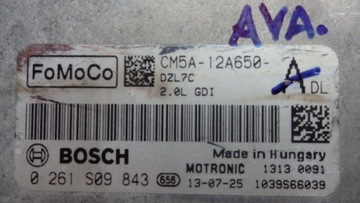 AVA.
FoMoCo
CM5A-12A650-ADL
DZL7C
2.0L GDI
BOSCH
Made in Hungary
MOTRONIC 1313 0091
0 261 S09 843 656 13-07-25 1039S66039